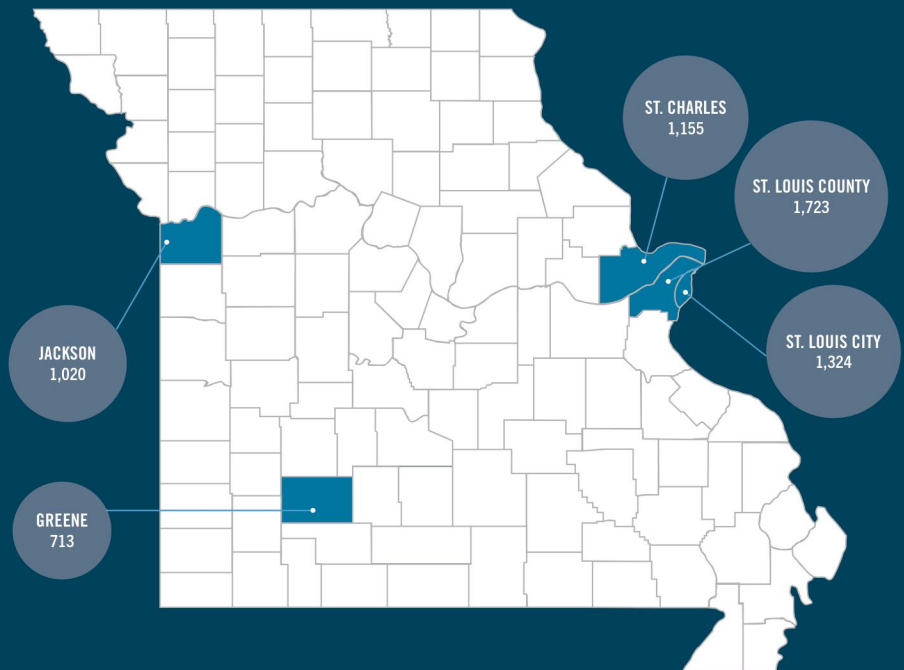 ST. CHARLES
1,155
ST. LOUIS COUNTY
1,723
ST. LOUIS CITY
1,324
JACKSON
1,020
GREENE
713